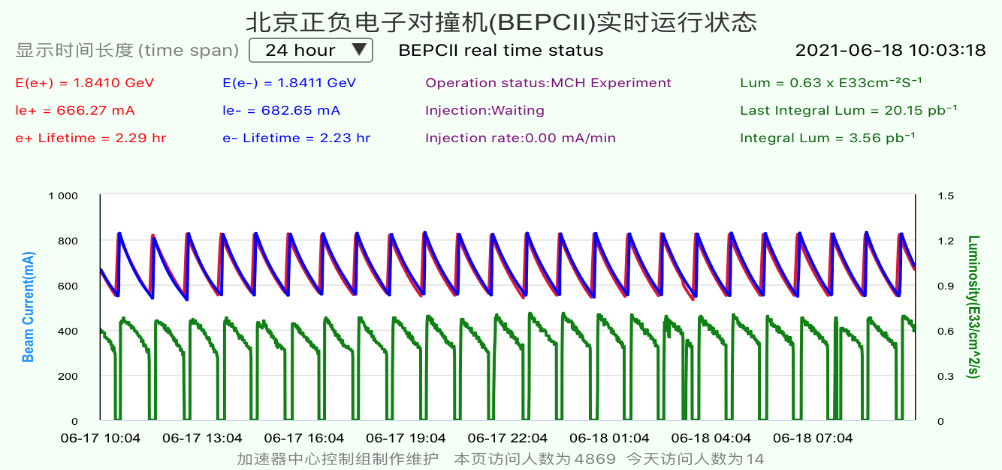 北京正负电子对撞机(BEPCII)实时运行状态
显示时间长度(time span) 24 hour BEPCII real time status 2021-06-18 10:03:18
E(e+) = 1.8410 GeV E(e-) = 1.8411 GeV Operation status:MCH Experiment Lum = 0.63 x E33cm⁻²S⁻¹
Ie+ = 666.27 mA Ie- = 682.65 mA Injection:Waiting Last Integral Lum = 20.15 pb⁻¹
e+ Lifetime = 2.29 hr e- Lifetime = 2.23 hr Injection rate:0.00 mA/min Integral Lum = 3.56 pb⁻¹
Beam Current(mA)
1 000
800
600
400
200
0
1.5
1.2
0.9
0.6
0.3
0
Luminosity(E33/cm^2/s)
06-17 10:04 06-17 13:04 06-17 16:04 06-17 19:04 06-17 22:04 06-18 01:04 06-18 04:04 06-18 07:04
加速器中心控制组制作维护 本页访问人数为4869 今天访问人数为14